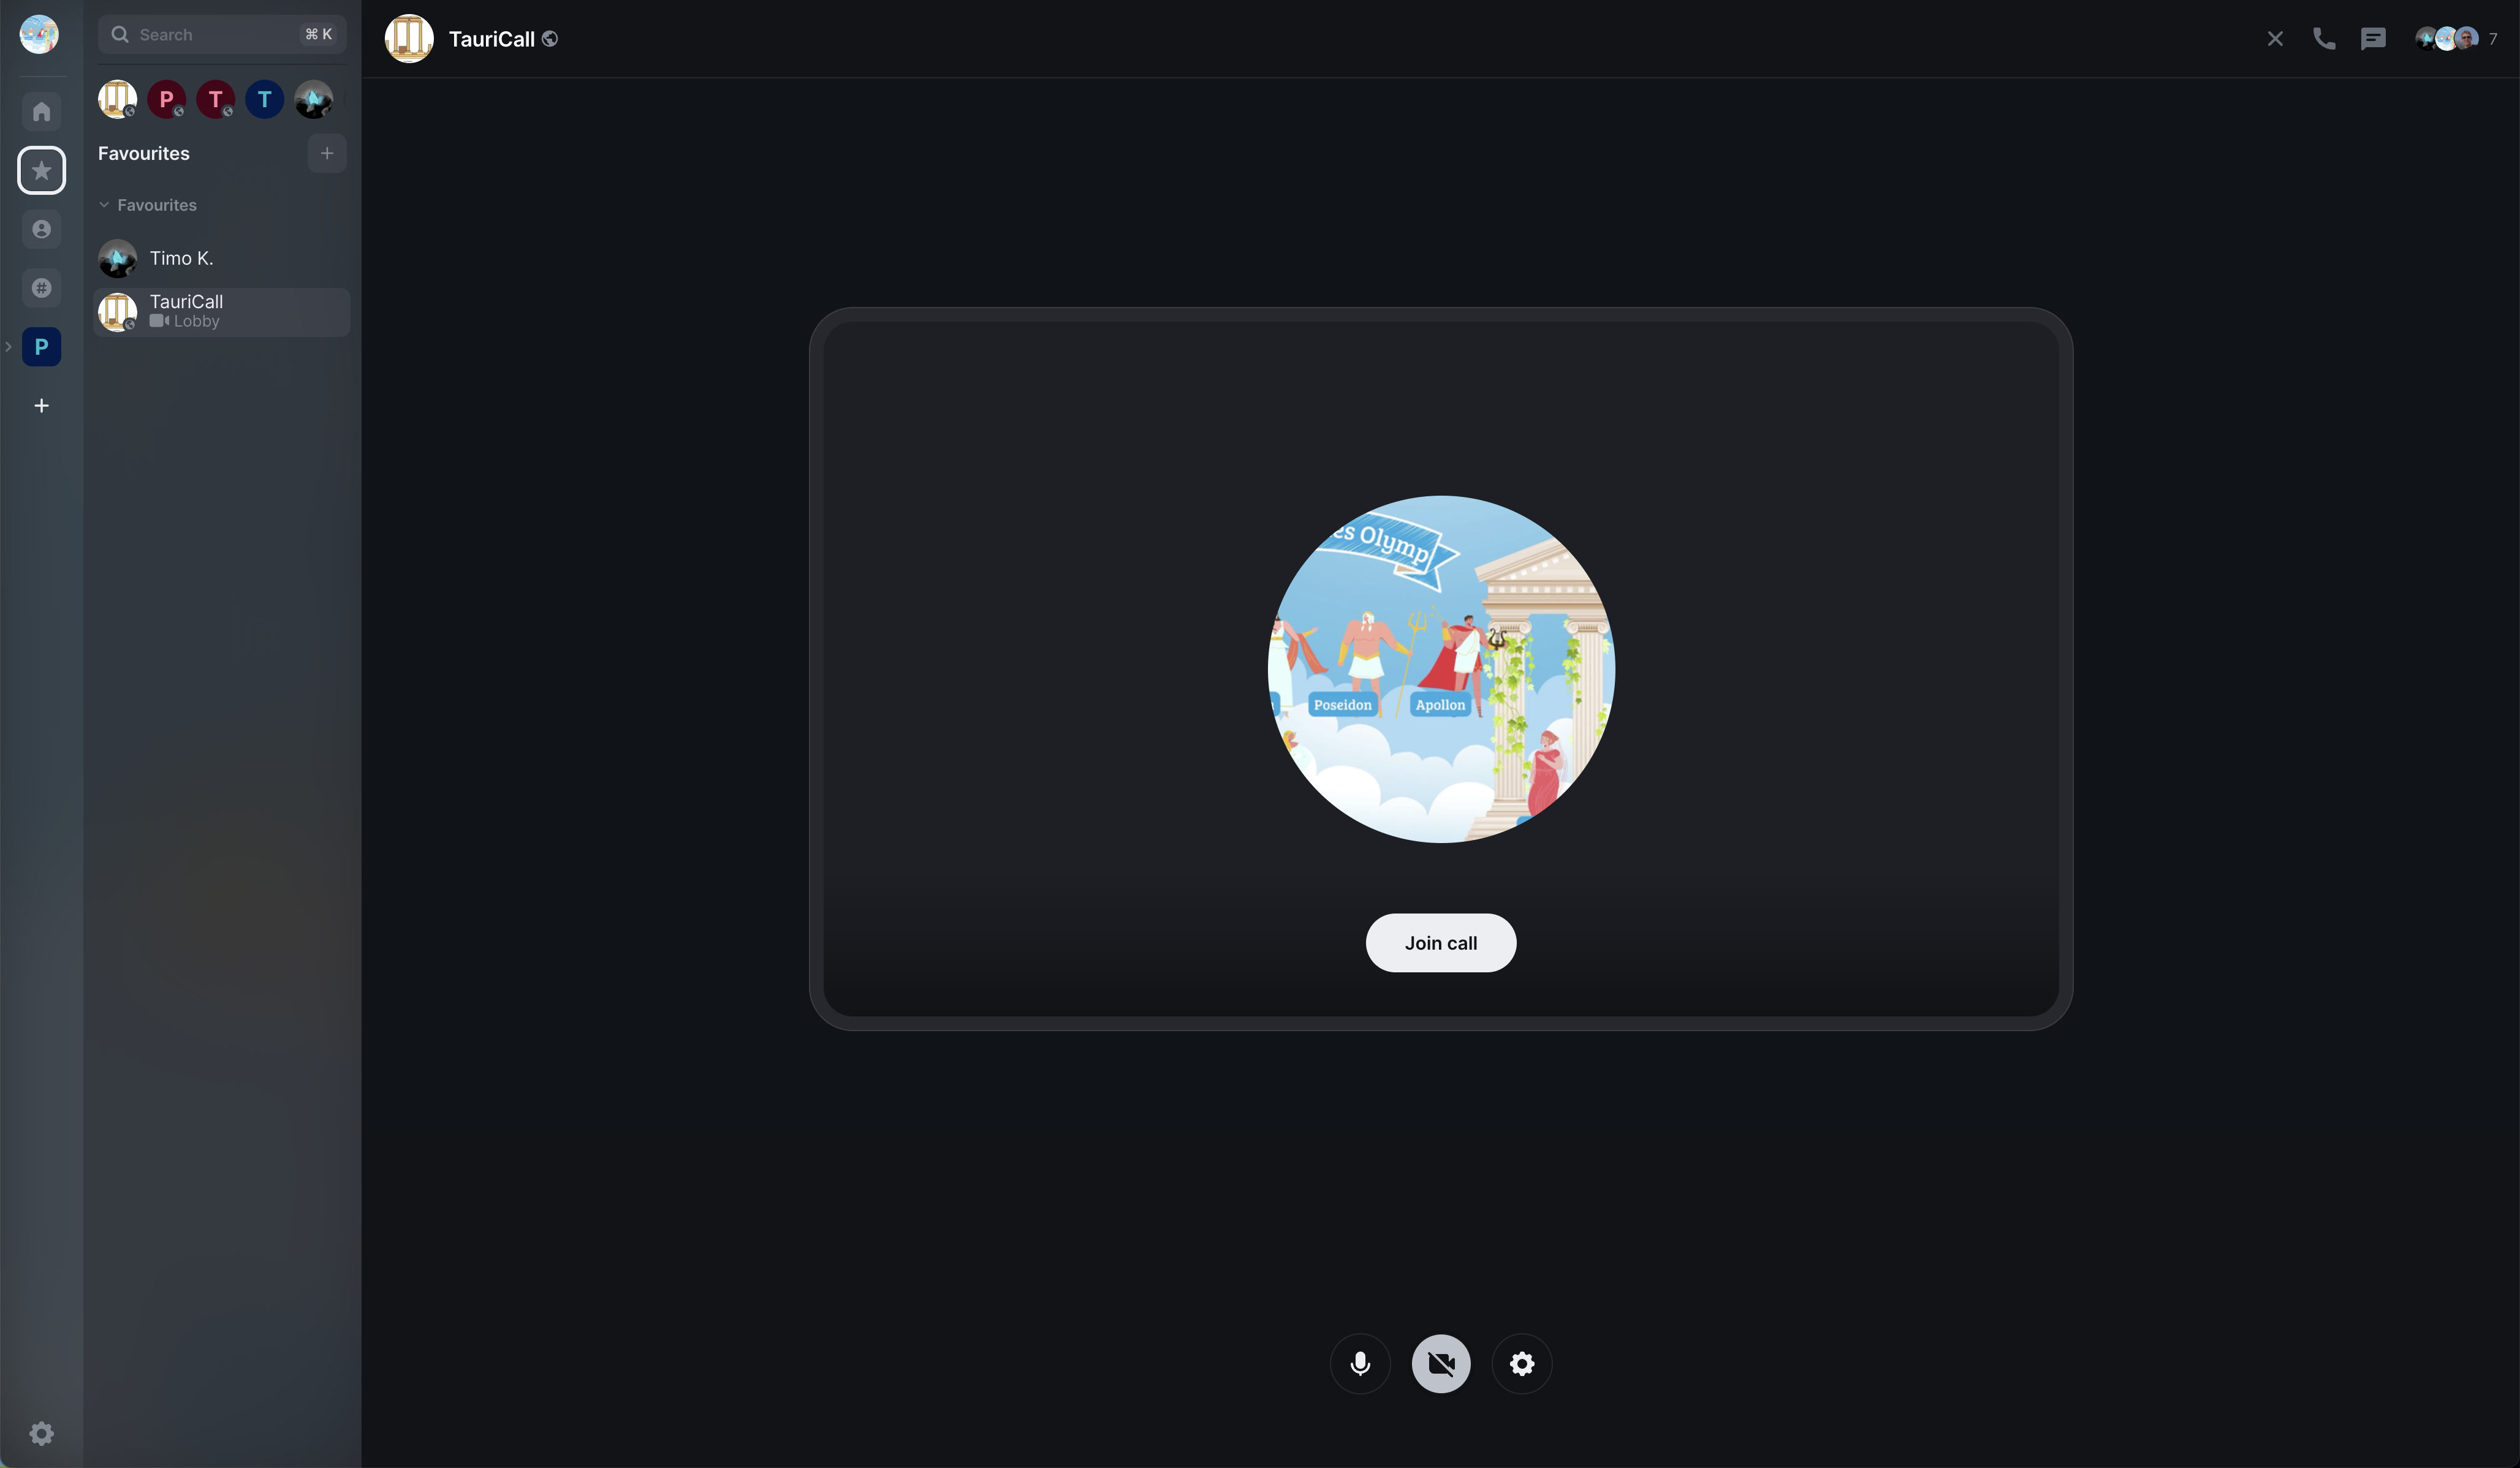 Search
⌘ K
TauriCall
7
P
T
T
Favourites
Favourites
Timo K.
TauriCall
Lobby
P
es Olymp
Poseidon
Apollon
Join call